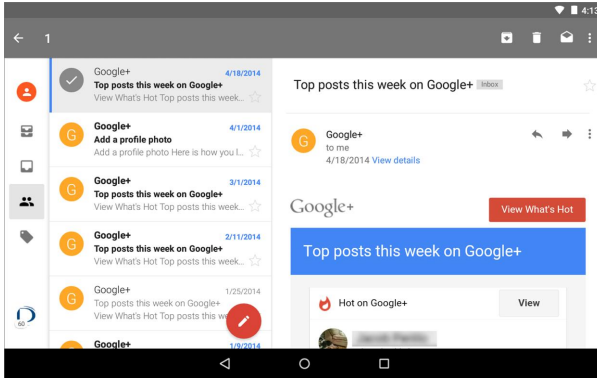 4:13
1
Google+
4/18/2014
Top posts this week on Google+
View What's Hot Top posts this week...
G
Google+
4/1/2014
Add a profile photo
Add a profile photo Here is how you l...
G
Google+
3/1/2014
Top posts this week on Google+
View What's Hot Top posts this week...
G
Google+
2/11/2014
Top posts this week on Google+
View What's Hot Top posts this week...
G
Google+
1/25/2014
Top posts this week on Google+
View What's Hot Top posts this we
Google+
1/9/2014
60
Top posts this week on Google+ Inbox
G
Google+
to me
4/18/2014 View details
Google+
View What's Hot
Top posts this week on Google+
Hot on Google+
View